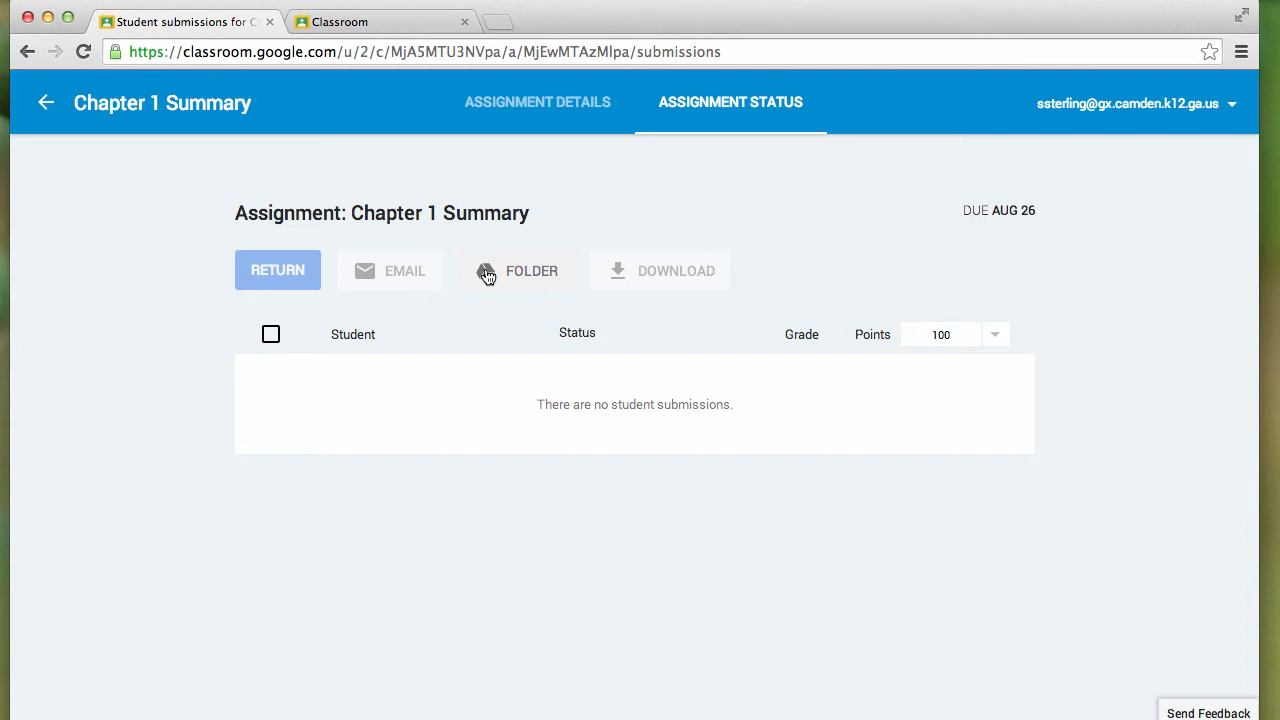 Student submissions for C
Classroom
https://classroom.google.com/u/2/c/MjA5MTU3NVpa/a/MjEwMTAzMlpa/submissions
Chapter 1 Summary
ASSIGNMENT DETAILS
ASSIGNMENT STATUS
ssterling@gx.camden.k12.ga.us
Assignment: Chapter 1 Summary
DUE AUG 26
RETURN
EMAIL
FOLDER
DOWNLOAD
Student
Status
Grade
Points
100
There are no student submissions.
Send Feedback